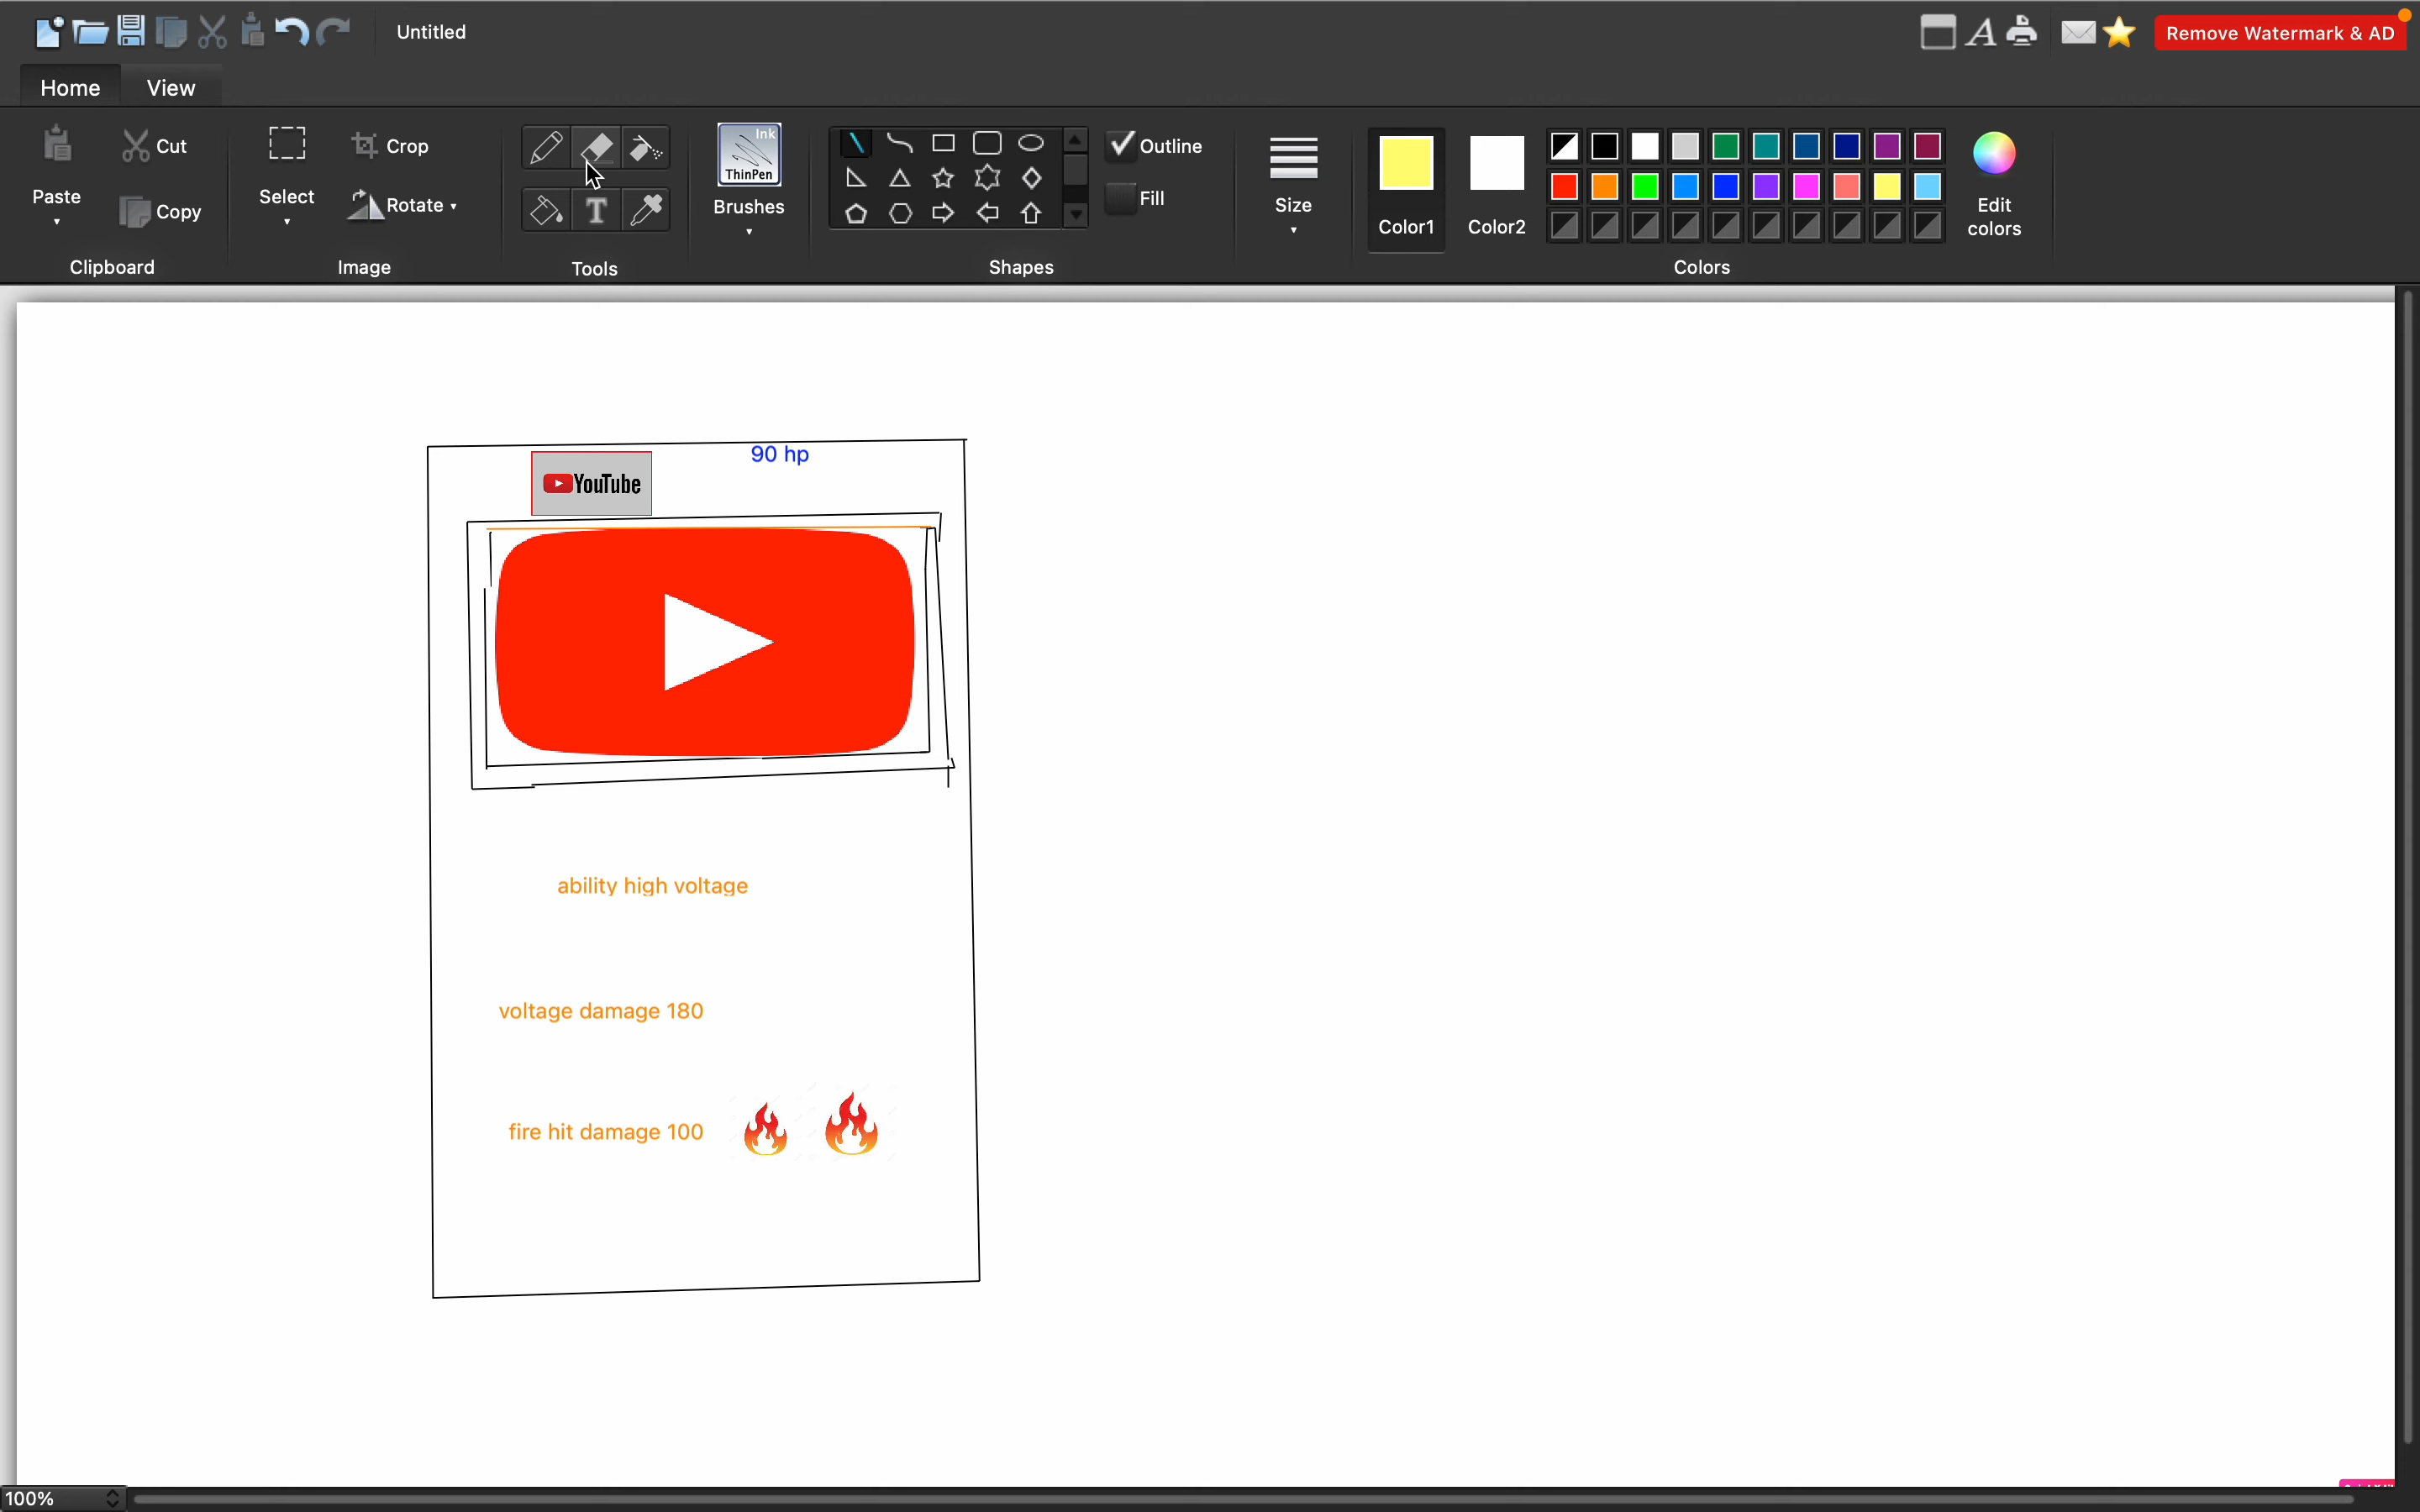 Untitled
Remove Watermark & AD
Home
View
Paste
Cut
Copy
Clipboard
Select
Crop
Rotate
Image
Tools
Ink
ThinPen
Brushes
Shapes
Outline
Fill
Size
Color1
Color2
Colors
Edit
colors
90 hp
YouTube
ability high voltage
voltage damage 180
fire hit damage 100
100%